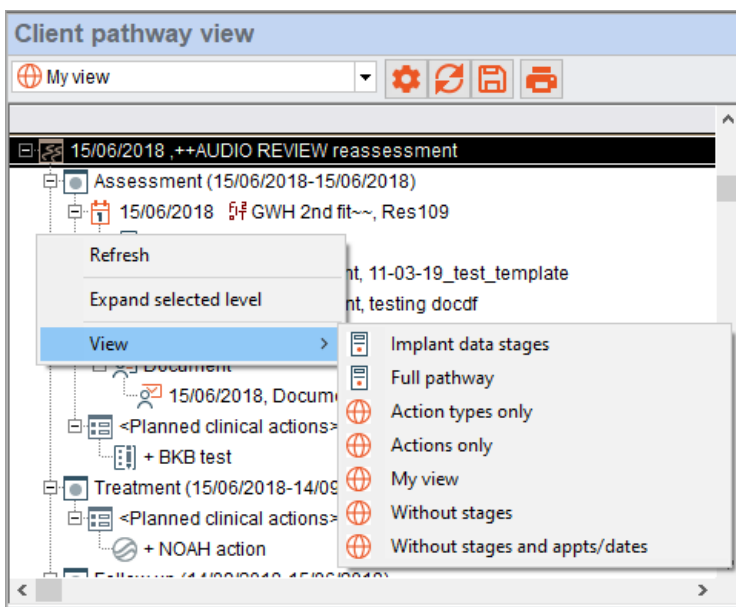 Client pathway view
My view
15/06/2018 ,++AUDIO REVIEW reassessment
Assessment (15/06/2018-15/06/2018)
15/06/2018 GWH 2nd fit~~, Res109
Refresh
nt, 11-03-19_test_template
Expand selected level
nt, testing docdf
View
Implant data stages
Document
Full pathway
15/06/2018, Docum
Action types only
<Planned clinical actions>
Actions only
+ BKB test
My view
Treatment (15/06/2018-14/09
Without stages
<Planned clinical actions>
+ NOAH action
Without stages and appts/dates